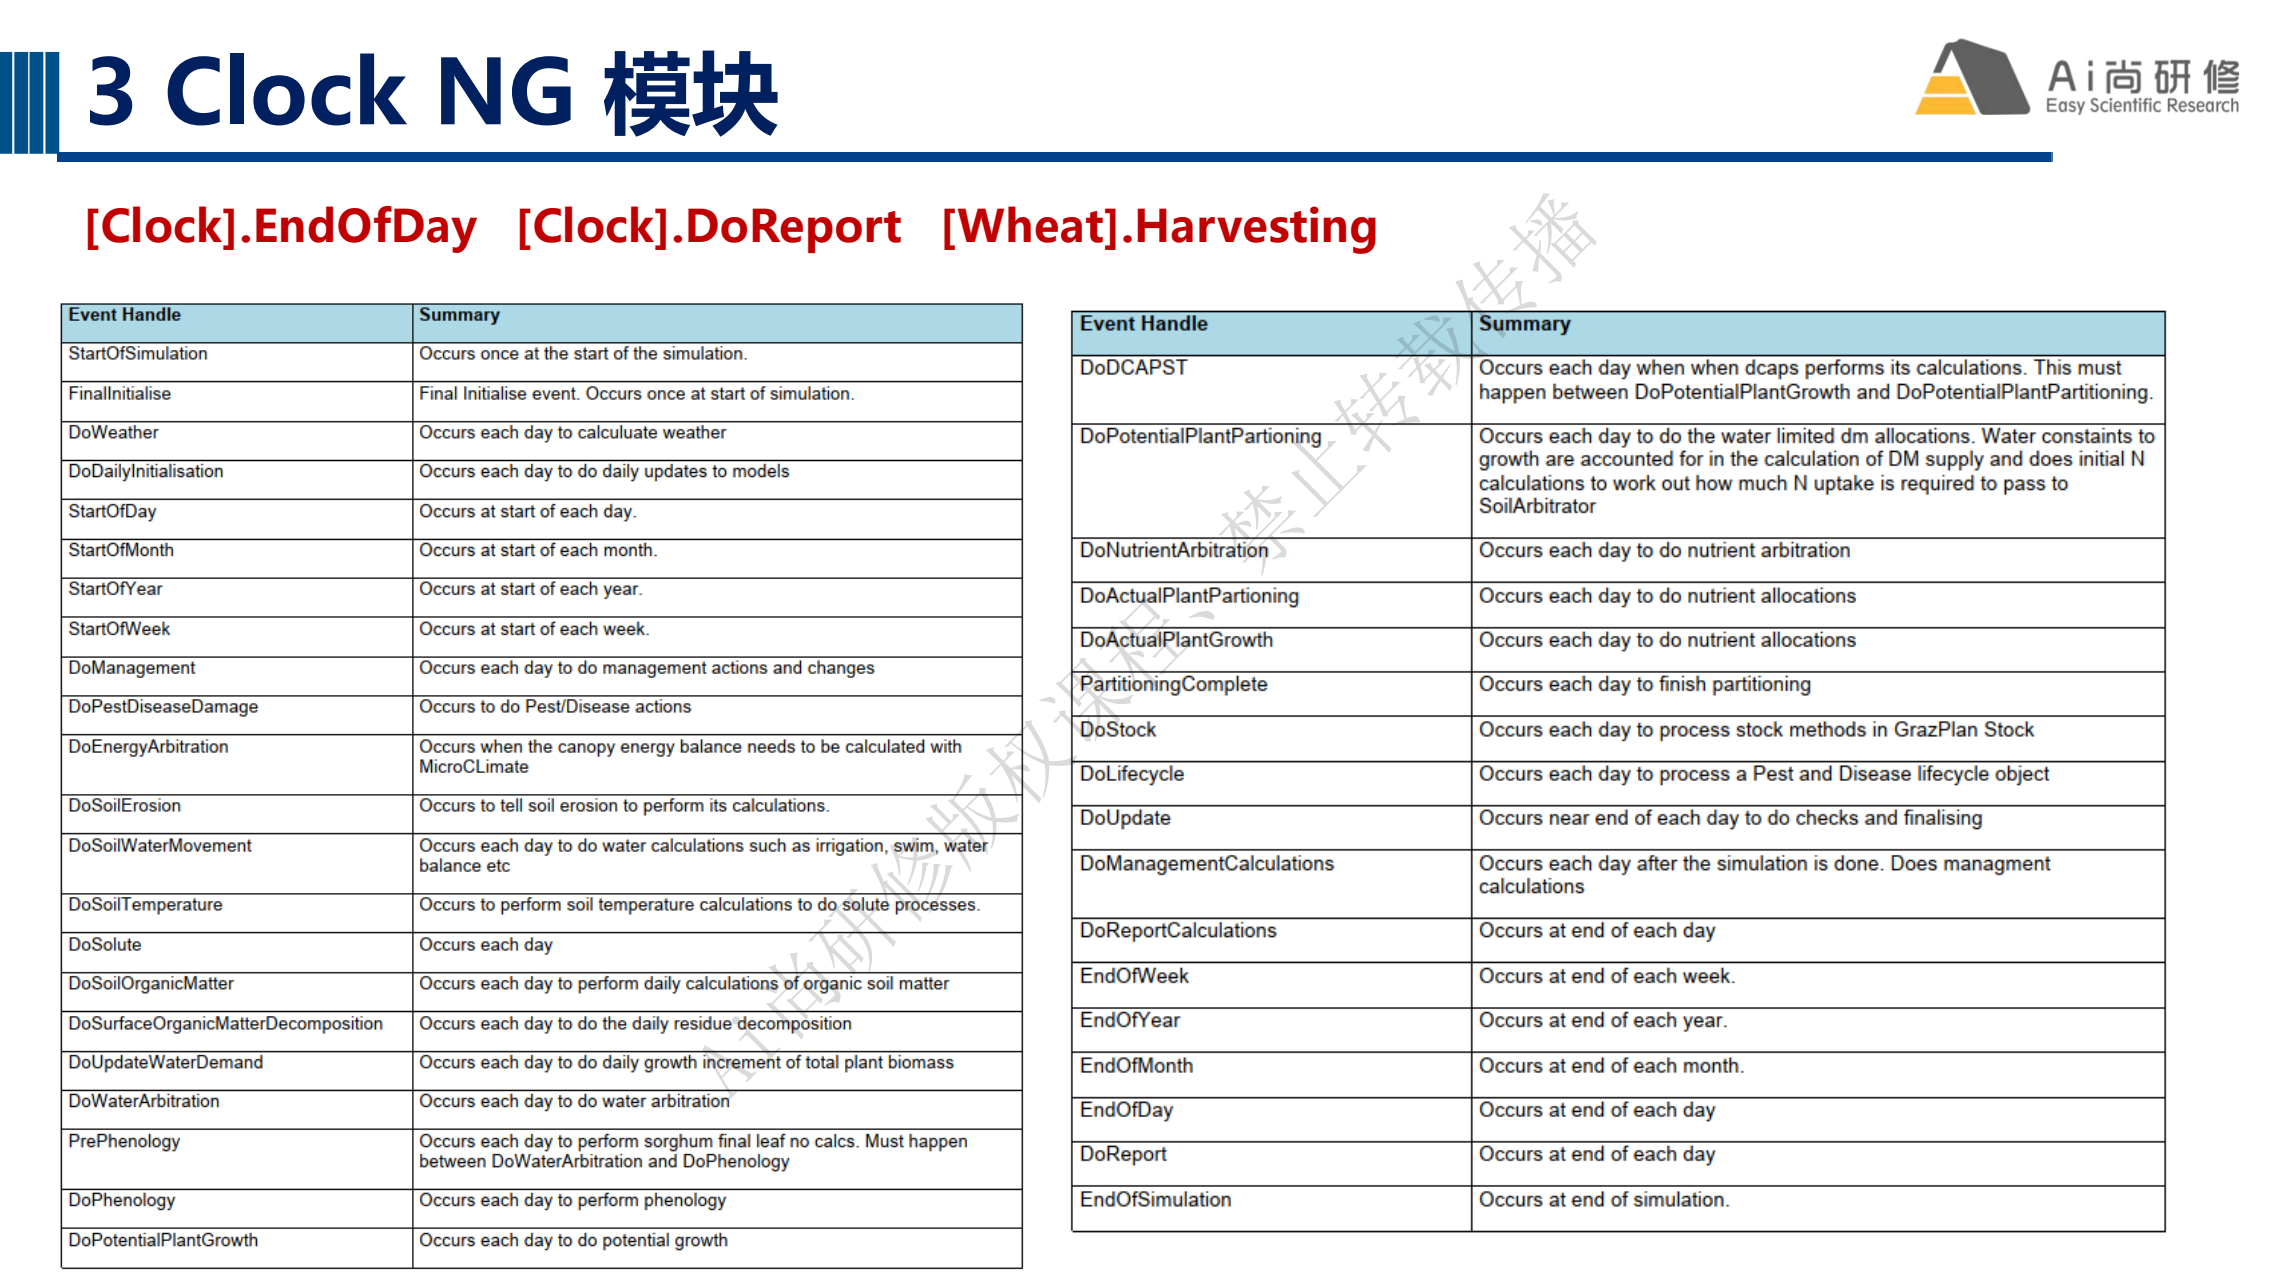 3 Clock NG 模块
Ai尚研修
Easy Scientific Research
[Clock].EndOfDay [Clock].DoReport [Wheat].Harvesting
Event Handle Summary
StartOfSimulation Occurs once at the start of the simulation.
FinalInitialise Final Initialise event. Occurs once at start of simulation.
DoWeather Occurs each day to calculuate weather
DoDailyInitialisation Occurs each day to do daily updates to models
StartOfDay Occurs at start of each day.
StartOfMonth Occurs at start of each month.
StartOfYear Occurs at start of each year.
StartOfWeek Occurs at start of each week.
DoManagement Occurs each day to do management actions and changes
DoPestDiseaseDamage Occurs to do Pest/Disease actions
DoEnergyArbitration Occurs when the canopy energy balance needs to be calculated with
MicroCLimate
DoSoilErosion Occurs to tell soil erosion to perform its calculations.
DoSoilWaterMovement Occurs each day to do water calculations such as irrigation, swim, water
balance etc
DoSoilTemperature Occurs to perform soil temperature calculations to do solute processes.
DoSolute Occurs each day
DoSoilOrganicMatter Occurs each day to perform daily calculations of organic soil matter
DoSurfaceOrganicMatterDecomposition Occurs each day to do the daily residue decomposition
DoUpdateWaterDemand Occurs each day to do daily growth increment of total plant biomass
DoWaterArbitration Occurs each day to do water arbitration
PrePhenology Occurs each day to perform sorghum final leaf no calcs. Must happen
between DoWaterArbitration and DoPhenology
DoPhenology Occurs each day to perform phenology
DoPotentialPlantGrowth Occurs each day to do potential growth
Event Handle Summary
DoDCAPST Occurs each day when when dcaps performs its calculations. This must
happen between DoPotentialPlantGrowth and DoPotentialPlantPartitioning.
DoPotentialPlantPartioning Occurs each day to do the water limited dm allocations. Water constaints to
growth are accounted for in the calculation of DM supply and does initial N
calculations to work out how much N uptake is required to pass to
SoilArbitrator
DoNutrientArbitration Occurs each day to do nutrient arbitration
DoActualPlantPartioning Occurs each day to do nutrient allocations
DoActualPlantGrowth Occurs each day to do nutrient allocations
PartitioningComplete Occurs each day to finish partitioning
DoStock Occurs each day to process stock methods in GrazPlan Stock
DoLifecycle Occurs each day to process a Pest and Disease lifecycle object
DoUpdate Occurs near end of each day to do checks and finalising
DoManagementCalculations Occurs each day after the simulation is done. Does managment
calculations
DoReportCalculations Occurs at end of each day
EndOfWeek Occurs at end of each week.
EndOfYear Occurs at end of each year.
EndOfMonth Occurs at end of each month.
EndOfDay Occurs at end of each day
DoReport Occurs at end of each day
EndOfSimulation Occurs at end of simulation.
Ai尚研修版权课程、禁止转载传播